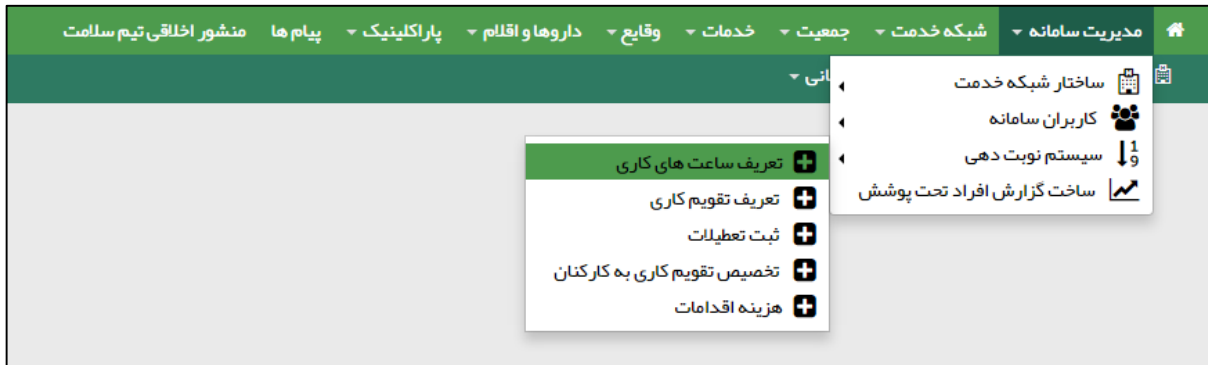 مدیریت سامانه شبکه خدمت جمعیت خدمات وقایع داروها و اقلام پاراکلینیک پیام ها منشور اخلاقی تیم سلامت
ساختار شبکه خدمت
کاربران سامانه
سیستم نوبت دهی
ساخت گزارش افراد تحت پوشش
تعریف ساعت های کاری
تعریف تقویم کاری
ثبت تعطیلات
تخصیص تقویم کاری به کارکنان
هزینه اقدامات